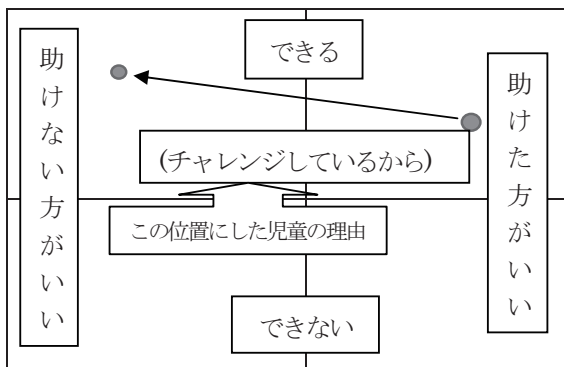 できる
助けない方がいい
助けた方がいい
(チャレンジしているから)
この位置にした児童の理由
できない